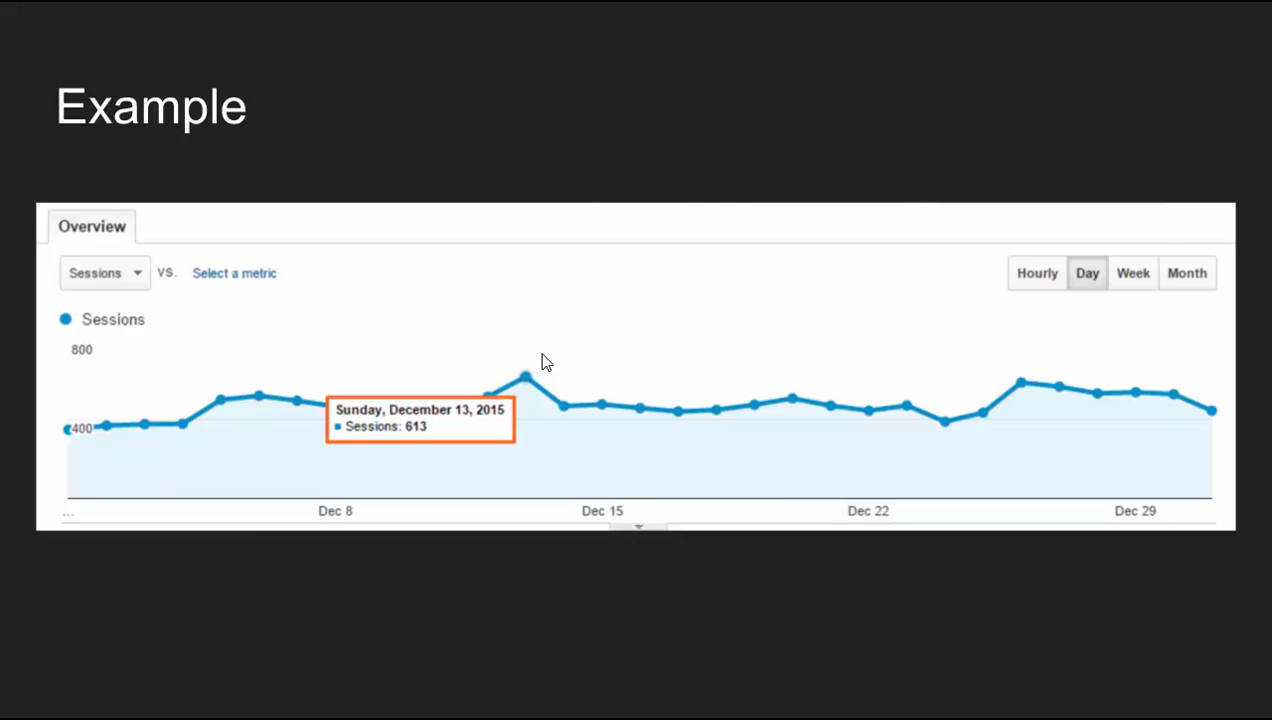 Example
Overview
Sessions VS. Select a metric
Hourly Day Week Month
Sessions
800
Sunday, December 13, 2015
Sessions: 613
400
... Dec 8 Dec 15 Dec 22 Dec 29